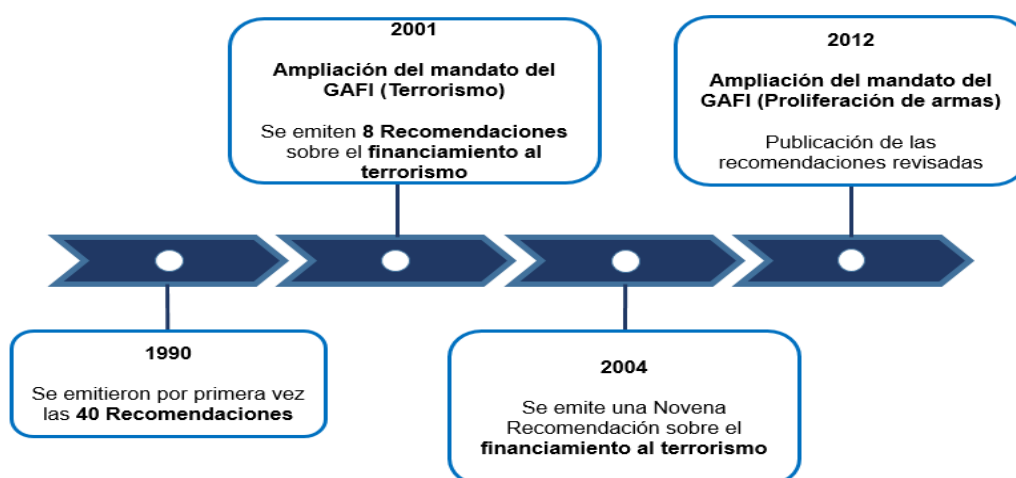 1990
Se emitieron por primera vez
las 40 Recomendaciones
2001
Ampliación del mandato del
GAFI (Terrorismo)
Se emiten 8 Recomendaciones
sobre el financiamiento al
terrorismo
2004
Se emite una Novena
Recomendación sobre el
financiamiento al terrorismo
2012
Ampliación del mandato del
GAFI (Proliferación de armas)
Publicación de las
recomendaciones revisadas